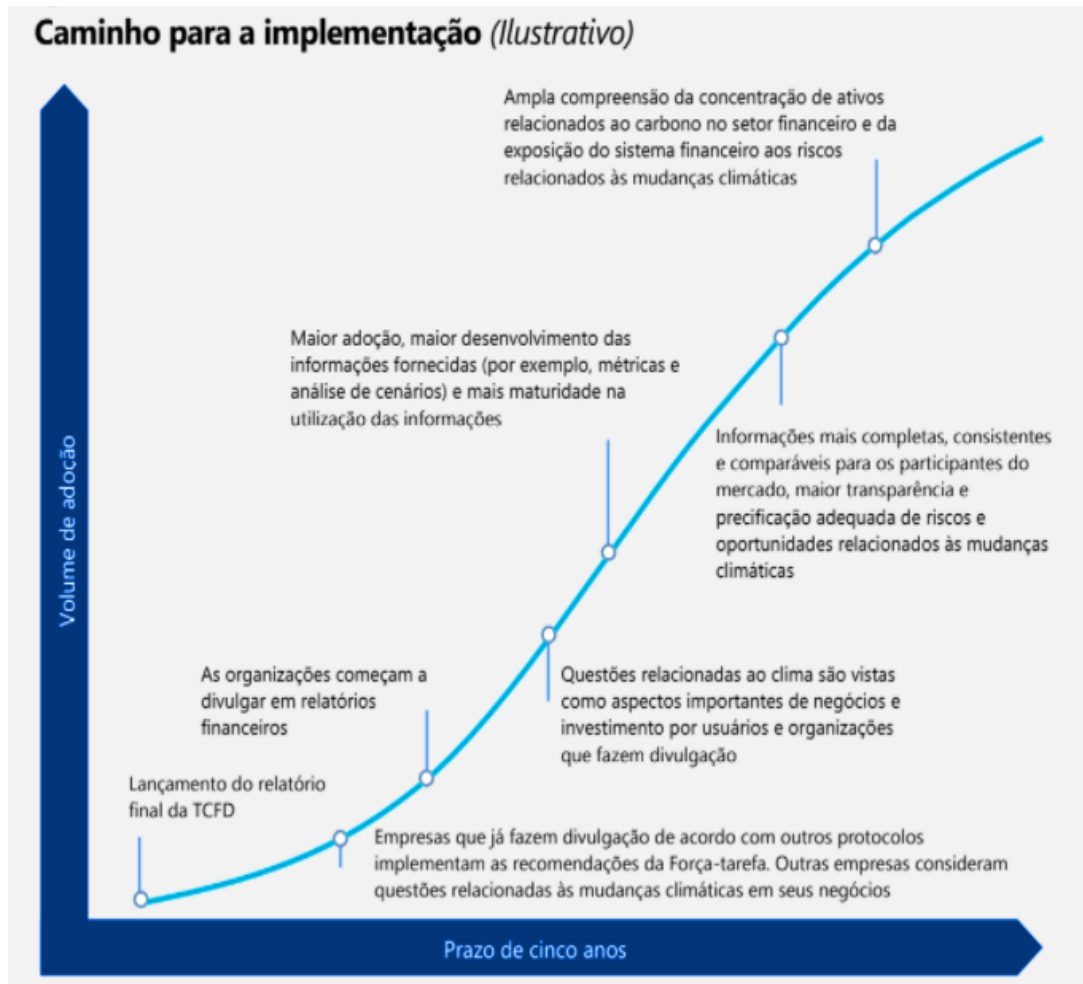 Caminho para a implementação (Ilustrativo)
Ampla compreensão da concentração de ativos
relacionados ao carbono no setor financeiro e da
exposição do sistema financeiro aos riscos
relacionados às mudanças climáticas
Maior adoção, maior desenvolvimento das
informações fornecidas (por exemplo, métricas e
análise de cenários) e mais maturidade na
utilização das informações
Informações mais completas, consistentes
e comparáveis para os participantes do
mercado, maior transparência e
precificação adequada de riscos e
oportunidades relacionados às mudanças
climáticas
Volume de adoção
As organizações começam a
divulgar em relatórios
financeiros
Questões relacionadas ao clima são vistas
como aspectos importantes de negócios e
investimento por usuários e organizações
que fazem divulgação
Lançamento do relatório
final da TCFD
Empresas que já fazem divulgação de acordo com outros protocolos
implementam as recomendações da Força-tarefa. Outras empresas consideram
questões relacionadas às mudanças climáticas em seus negócios
Prazo de cinco anos